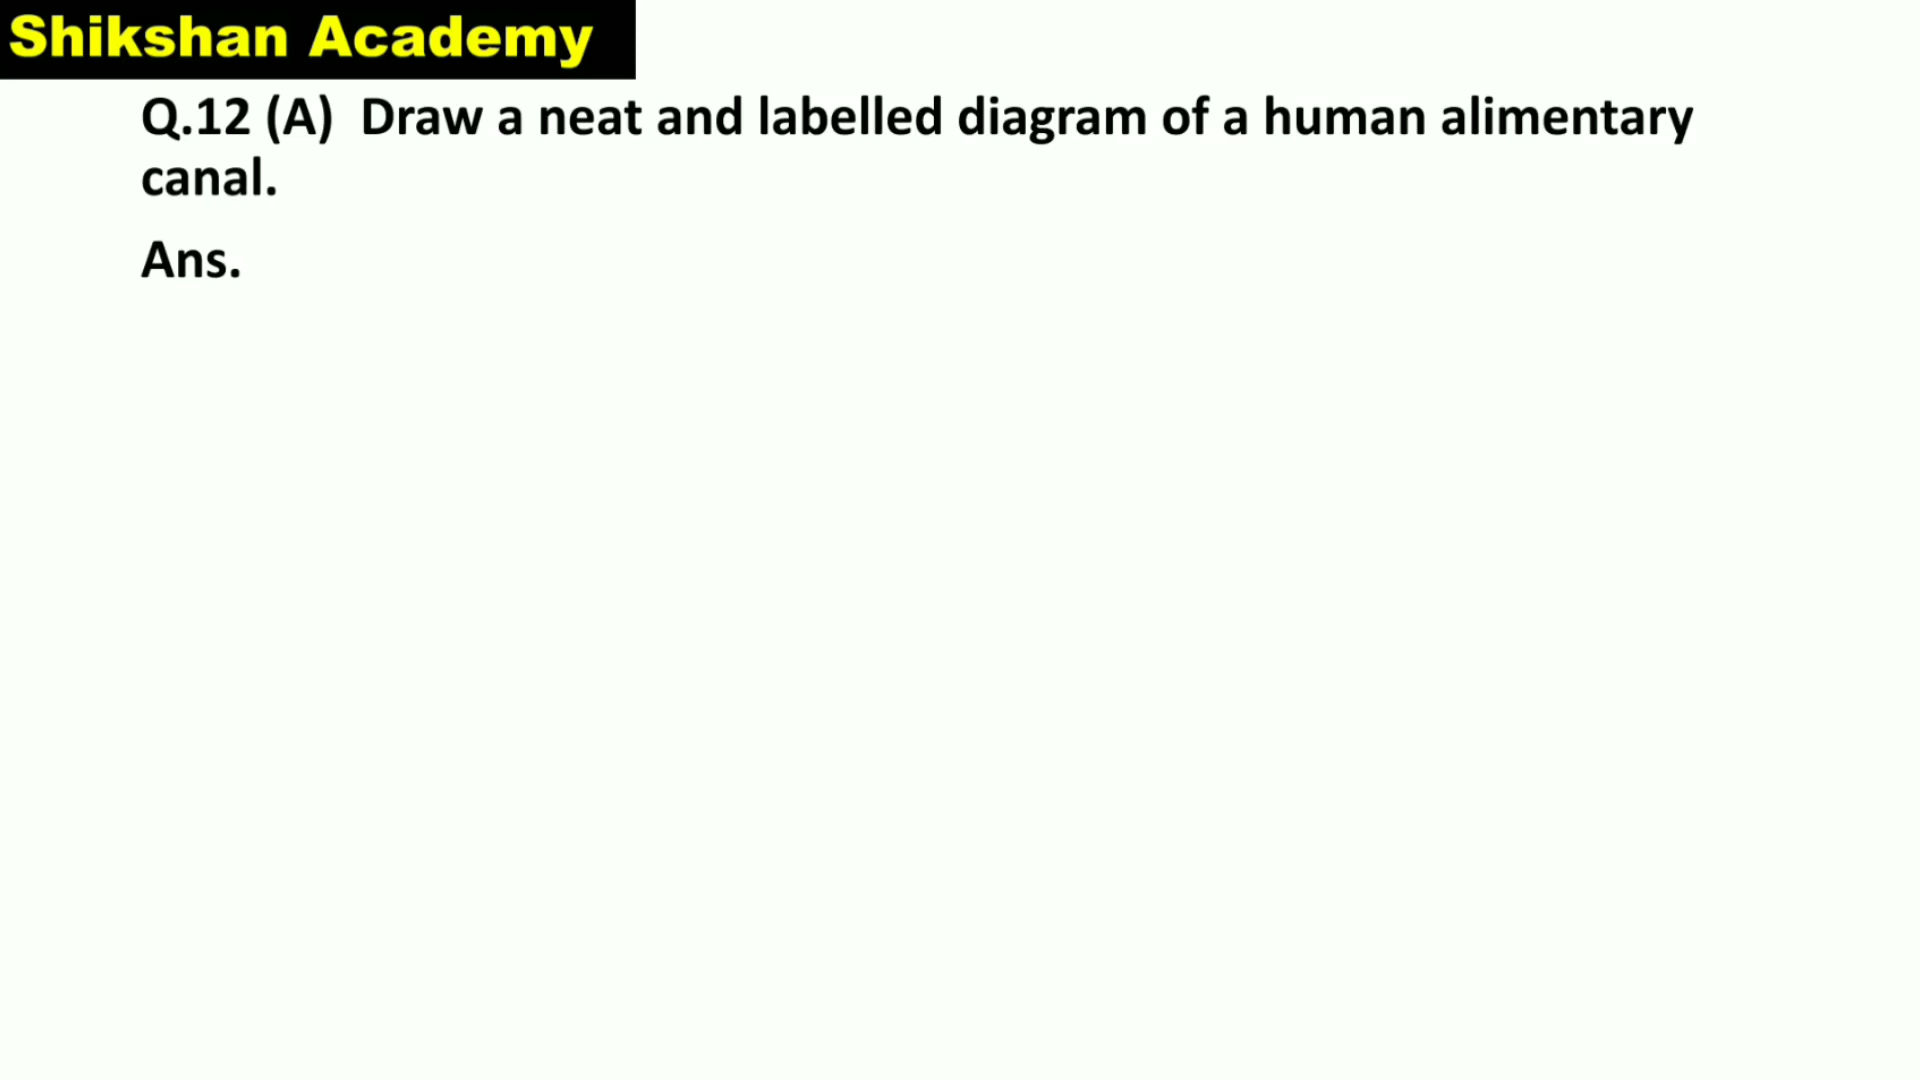 Shikshan Academy
Q.12 (A)  Draw a neat and labelled diagram of a human alimentary
canal.
Ans.